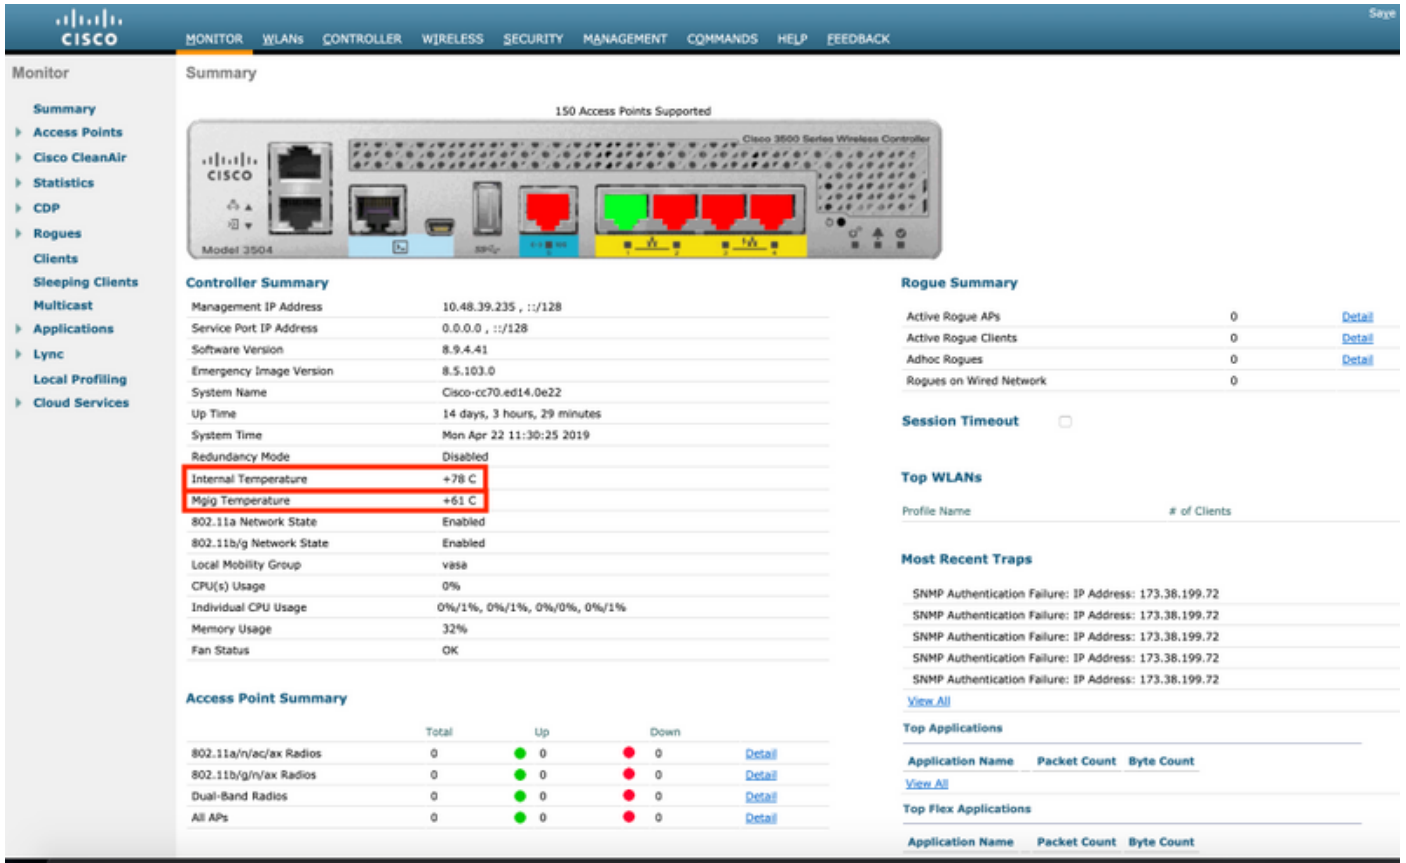 Save
CISCO
MONITOR WLANs CONTROLLER WIRELESS SECURITY MANAGEMENT COMMANDS HELP FEEDBACK
Monitor
Summary
Access Points
Cisco CleanAir
Statistics
CDP
Rogues
Clients
Sleeping Clients
Multicast
Applications
Lync
Local Profiling
Cloud Services
Summary
150 Access Points Supported
Cisco 3500 Series Wireless Controller
CISCO
Model 3504
1 2 3 4
Controller Summary
Management IP Address 10.48.39.235 , ::/128
Service Port IP Address 0.0.0.0 , ::/128
Software Version 8.9.4.41
Emergency Image Version 8.5.103.0
System Name Cisco-cc70.ed14.0e22
Up Time 14 days, 3 hours, 29 minutes
System Time Mon Apr 22 11:30:25 2019
Redundancy Mode Disabled
Internal Temperature +78 C
Mgig Temperature +61 C
802.11a Network State Enabled
802.11b/g Network State Enabled
Local Mobility Group vasa
CPU(s) Usage 0%
Individual CPU Usage 0%/1%, 0%/1%, 0%/0%, 0%/1%
Memory Usage 32%
Fan Status OK
Access Point Summary
Total Up Down
802.11a/n/ac/ax Radios 0 0 0 Detail
802.11b/g/n/ax Radios 0 0 0 Detail
Dual-Band Radios 0 0 0 Detail
All APs 0 0 0 Detail
Rogue Summary
Active Rogue APs 0 Detail
Active Rogue Clients 0 Detail
Adhoc Rogues 0 Detail
Rogues on Wired Network 0
Session Timeout
Top WLANs
Profile Name # of Clients
Most Recent Traps
SNMP Authentication Failure: IP Address: 173.38.199.72
SNMP Authentication Failure: IP Address: 173.38.199.72
SNMP Authentication Failure: IP Address: 173.38.199.72
SNMP Authentication Failure: IP Address: 173.38.199.72
SNMP Authentication Failure: IP Address: 173.38.199.72
View All
Top Applications
Application Name Packet Count Byte Count
View All
Top Flex Applications
Application Name Packet Count Byte Count